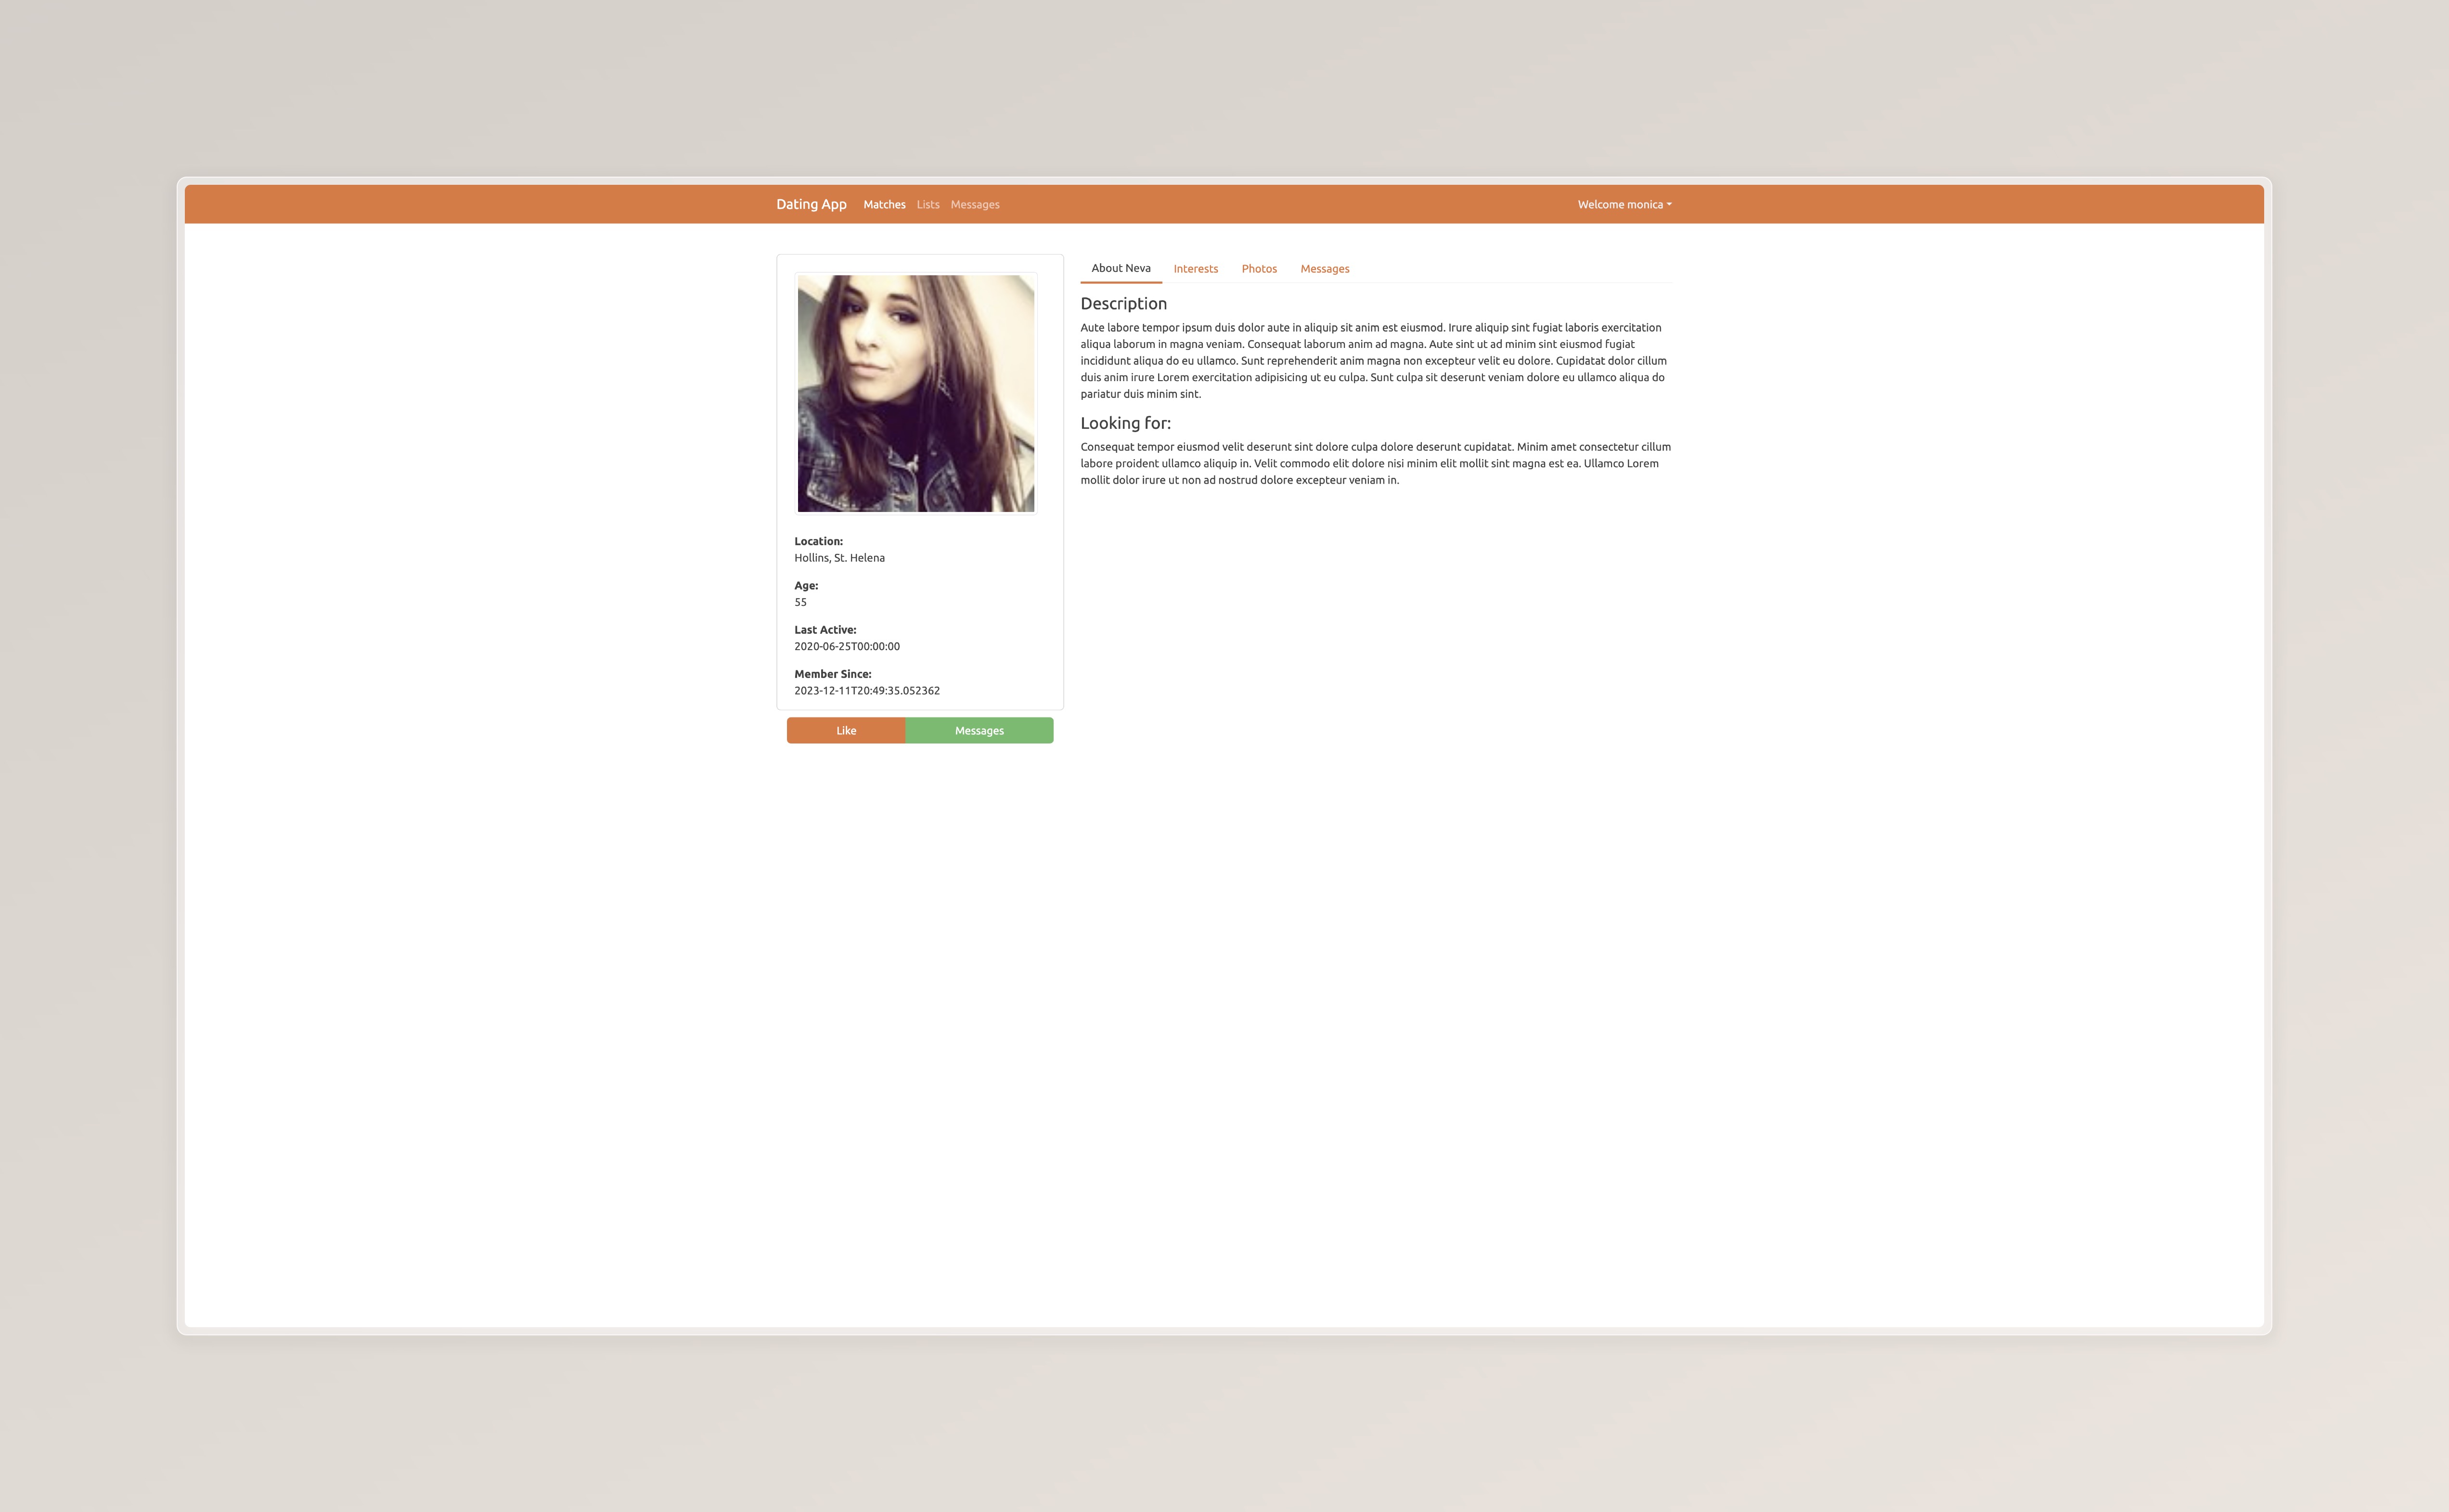 Dating App Matches Lists Messages Welcome monica
Location:
Hollins, St. Helena
Age:
55
Last Active:
2020-06-25T00:00:00
Member Since:
2023-12-11T20:49:35.052362
Like Messages
About Neva Interests Photos Messages
Description
Aute labore tempor ipsum duis dolor aute in aliquip sit anim est eiusmod. Irure aliquip sint fugiat laboris exercitation
aliqua laborum in magna veniam. Consequat laborum anim ad magna. Aute sint ut ad minim sint eiusmod fugiat
incididunt aliqua do eu ullamco. Sunt reprehenderit anim magna non excepteur velit eu dolore. Cupidatat dolor cillum
duis anim irure Lorem exercitation adipisicing ut eu culpa. Sunt culpa sit deserunt veniam dolore eu ullamco aliqua do
pariatur duis minim sint.
Looking for:
Consequat tempor eiusmod velit deserunt sint dolore culpa dolore deserunt cupidatat. Minim amet consectetur cillum
labore proident ullamco aliquip in. Velit commodo elit dolore nisi minim elit mollit sint magna est ea. Ullamco Lorem
mollit dolor irure ut non ad nostrud dolore excepteur veniam in.